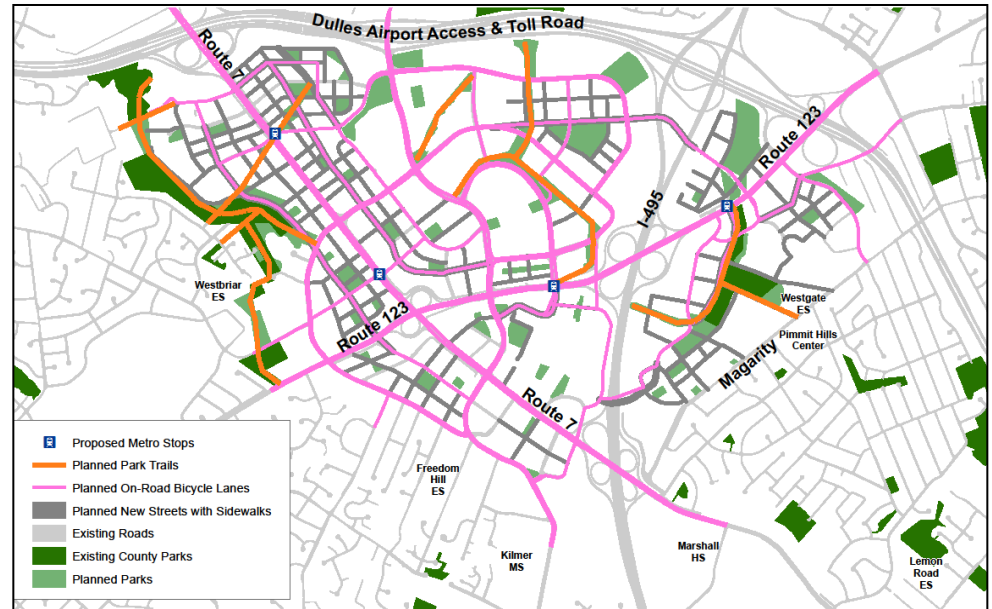 Dulles Airport Access & Toll Road
Route 7
Route 123
I-495
Westbriar
ES
Westgate
ES
Pimmit Hills
Center
Route 123
Magarity
Route 7
Freedom
Hill
ES
Kilmer
MS
Marshall
HS
Lemon
Road
ES
Proposed Metro Stops
Planned Park Trails
Planned On-Road Bicycle Lanes
Planned New Streets with Sidewalks
Existing Roads
Existing County Parks
Planned Parks